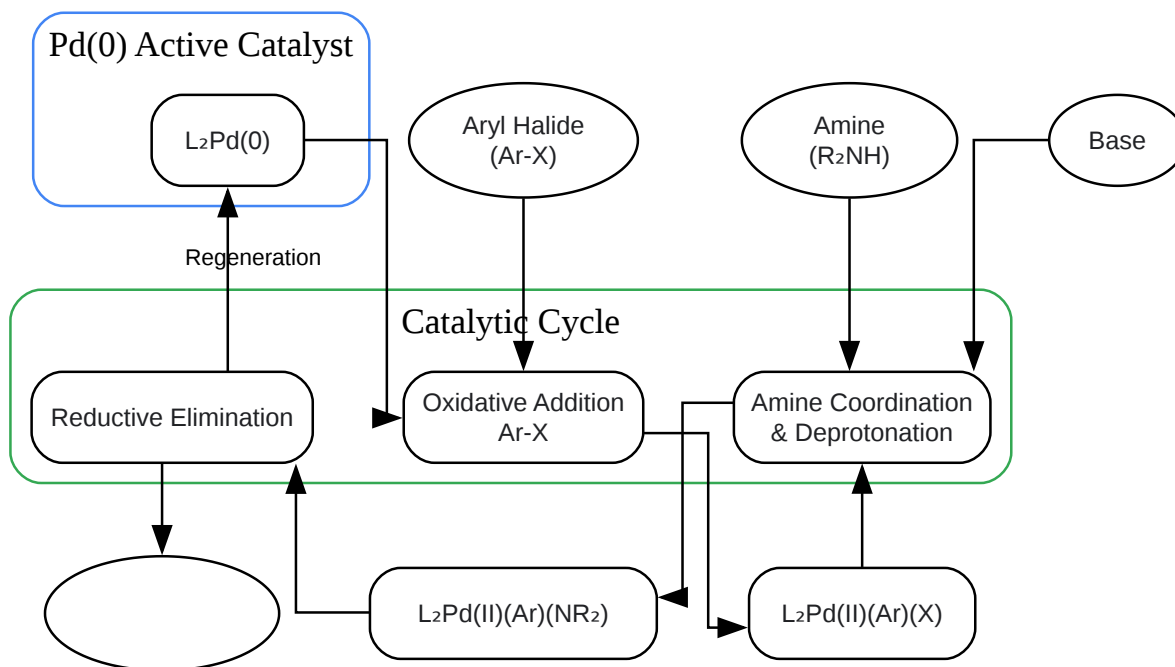 Pd(0) Active Catalyst
L₂Pd(0)
Aryl Halide
(Ar-X)
Amine
(R₂NH)
Base
Regeneration
Catalytic Cycle
Reductive Elimination
Oxidative Addition
Ar-X
Amine Coordination
& Deprotonation
L₂Pd(II)(Ar)(NR₂)
L₂Pd(II)(Ar)(X)